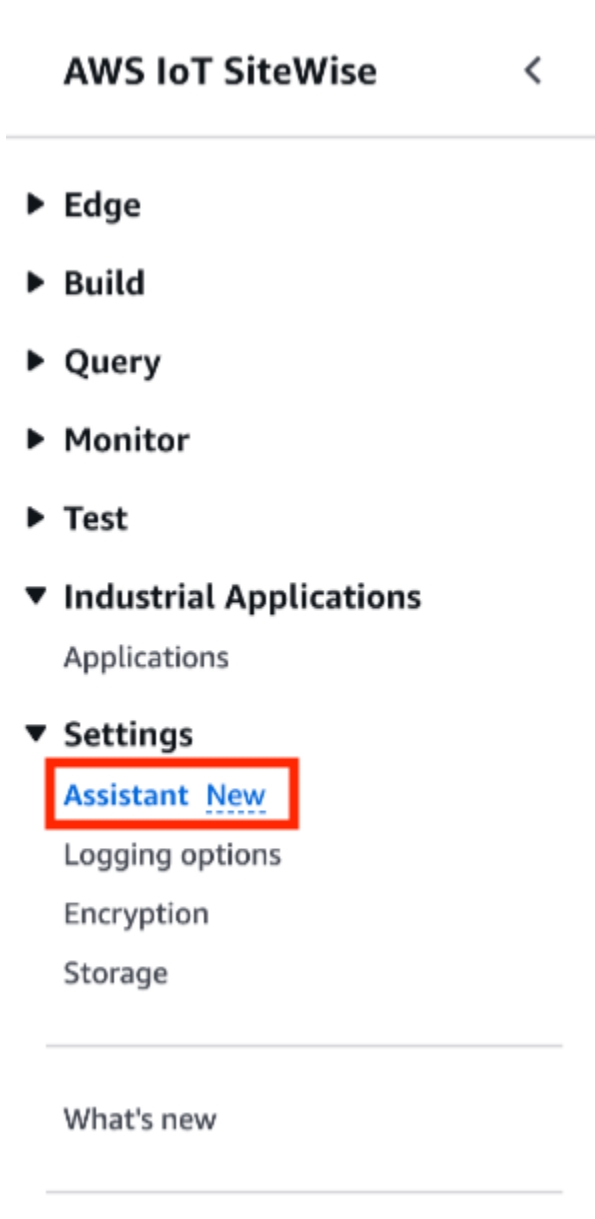 AWS IoT SiteWise
Edge
Build
Query
Monitor
Test
Industrial Applications
Applications
Settings
Assistant New
Logging options
Encryption
Storage
What's new